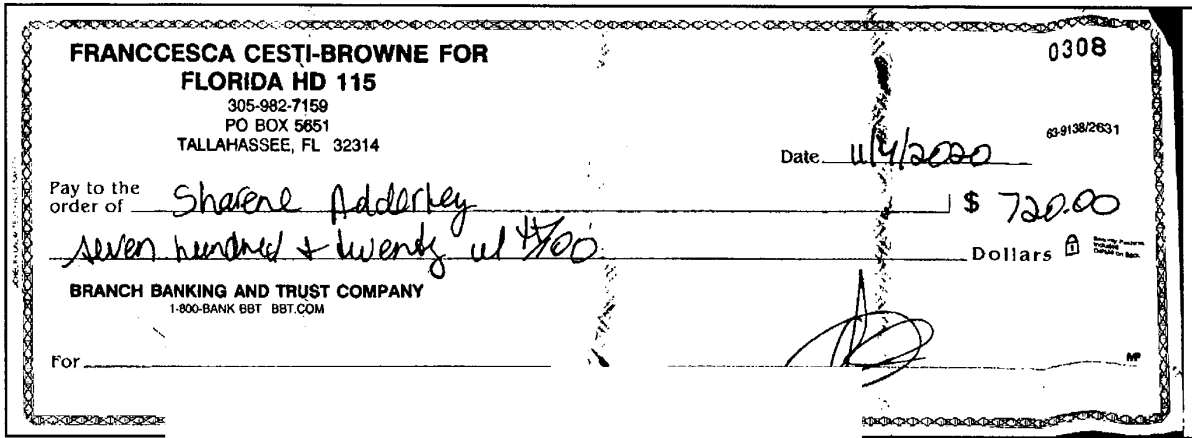 FRANCCESCA CESTI-BROWNE FOR
FLORIDA HD 115
305-982-7159
PO BOX 5651
TALLAHASSEE, FL 32314
0308
63-9138/2631
Date 11/4/2020
Pay to the
order of Sharene Adderley $ 720.00
seven hundred + twenty w/ /00 Dollars
BRANCH BANKING AND TRUST COMPANY
1-800-BANK BBT BBT.COM
For
MP